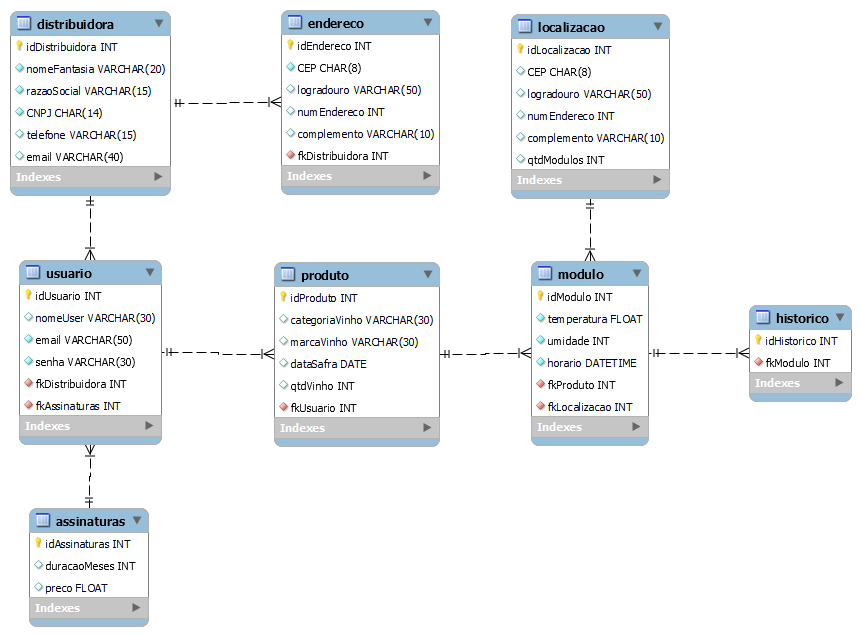 distribuidora
idDistribuidora INT
nomeFantasia VARCHAR(20)
razaoSocial VARCHAR(15)
CNPJ CHAR(14)
telefone VARCHAR(15)
email VARCHAR(40)
Indexes
endereco
idEndereco INT
CEP CHAR(8)
logradouro VARCHAR(50)
numEndereco INT
complemento VARCHAR(10)
fkDistribuidora INT
Indexes
localizacao
idLocalizacao INT
CEP CHAR(8)
logradouro VARCHAR(50)
numEndereco INT
complemento VARCHAR(10)
qtdModulos INT
Indexes
usuario
idUsuario INT
nomeUser VARCHAR(30)
email VARCHAR(50)
senha VARCHAR(30)
fkDistribuidora INT
fkAssinaturas INT
Indexes
produto
idProduto INT
categoriaVinho VARCHAR(30)
marcaVinho VARCHAR(30)
dataSafra DATE
qtdVinho INT
fkUsuario INT
Indexes
modulo
idModulo INT
temperatura FLOAT
umidade INT
horario DATETIME
fkProduto INT
fkLocalizacao INT
Indexes
historico
idHistorico INT
fkModulo INT
Indexes
assinaturas
idAssinaturas INT
duracaoMeses INT
preco FLOAT
Indexes